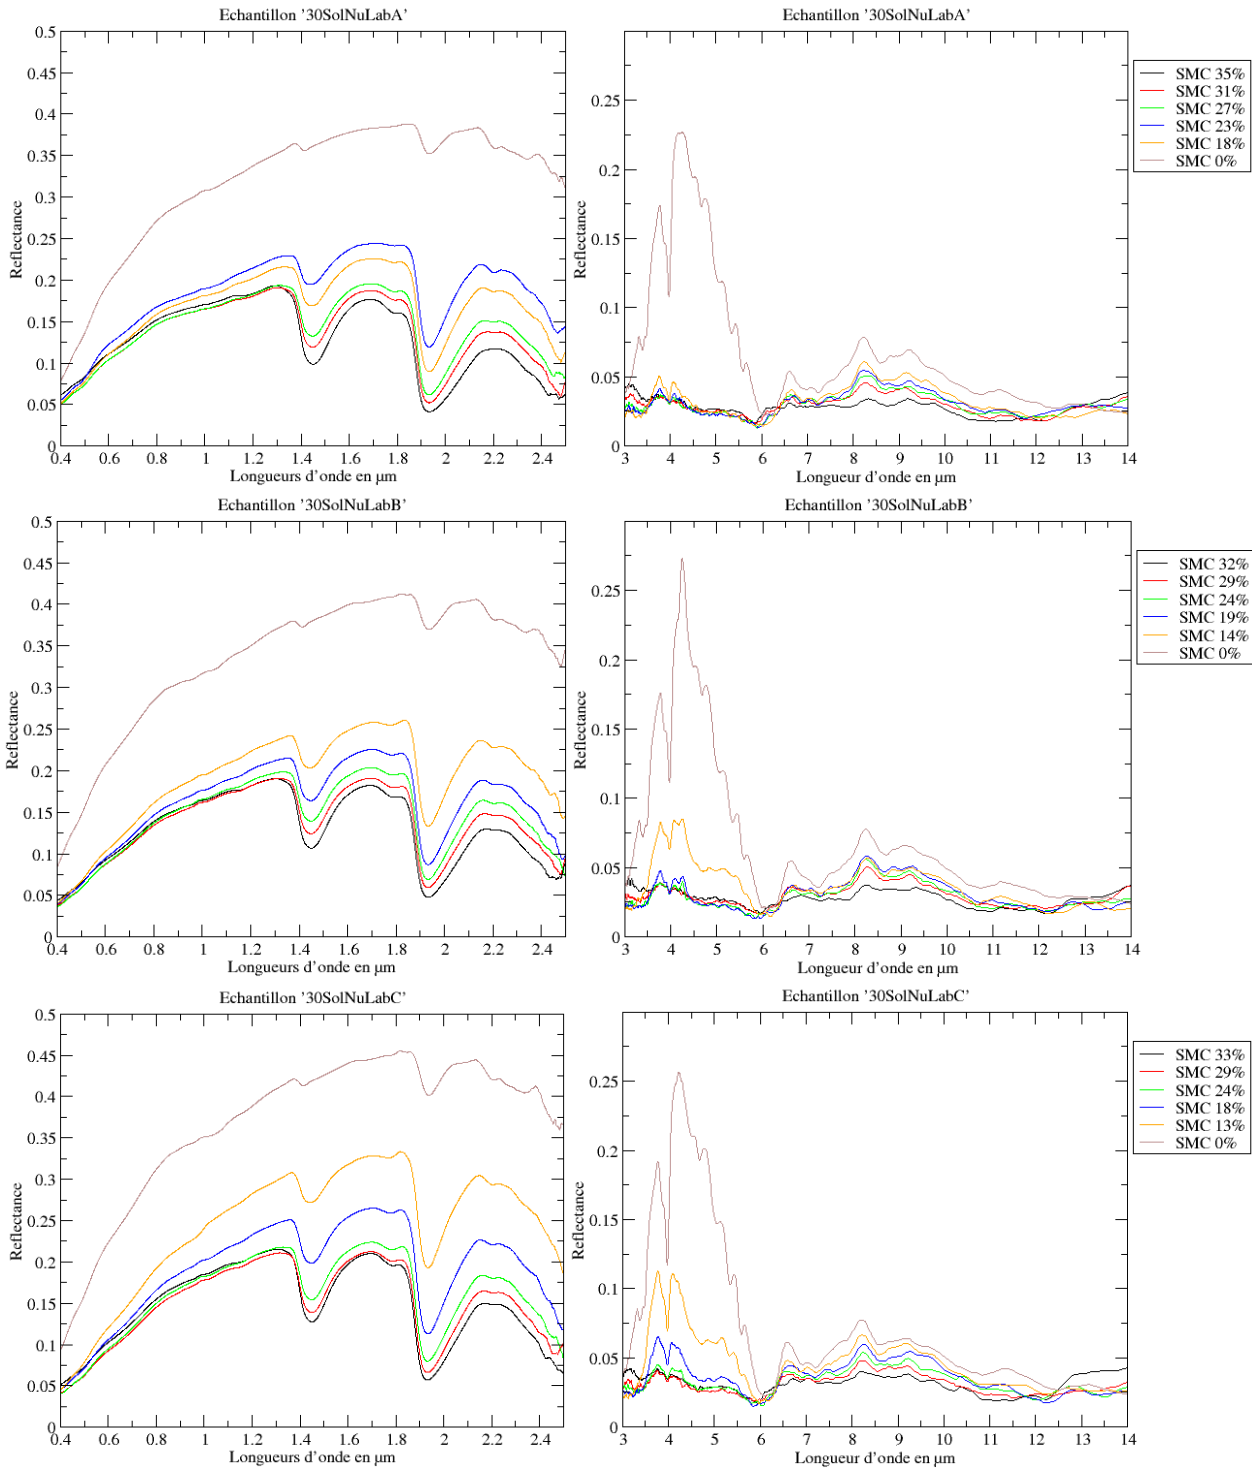 Echantillon '30SolNuLabA'
Reflectance
0.5
0.45
0.4
0.35
0.3
0.25
0.2
0.15
0.1
0.05
0
0.4 0.6 0.8 1 1.2 1.4 1.6 1.8 2 2.2 2.4
Longueurs d'onde en µm
Echantillon '30SolNuLabA'
Reflectance
0.25
0.2
0.15
0.1
0.05
0
3 4 5 6 7 8 9 10 11 12 13 14
Longueur d'onde en µm
SMC 35%
SMC 31%
SMC 27%
SMC 23%
SMC 18%
SMC 0%
Echantillon '30SolNuLabB'
Reflectance
0.5
0.45
0.4
0.35
0.3
0.25
0.2
0.15
0.1
0.05
0
0.4 0.6 0.8 1 1.2 1.4 1.6 1.8 2 2.2 2.4
Longueurs d'onde en µm
Echantillon '30SolNuLabB'
Reflectance
0.25
0.2
0.15
0.1
0.05
0
3 4 5 6 7 8 9 10 11 12 13 14
Longueur d'onde en µm
SMC 32%
SMC 29%
SMC 24%
SMC 19%
SMC 14%
SMC 0%
Echantillon '30SolNuLabC'
Reflectance
0.5
0.45
0.4
0.35
0.3
0.25
0.2
0.15
0.1
0.05
0
0.4 0.6 0.8 1 1.2 1.4 1.6 1.8 2 2.2 2.4
Longueurs d'onde en µm
Echantillon '30SolNuLabC'
Reflectance
0.25
0.2
0.15
0.1
0.05
0
3 4 5 6 7 8 9 10 11 12 13 14
Longueur d'onde en µm
SMC 33%
SMC 29%
SMC 24%
SMC 18%
SMC 13%
SMC 0%